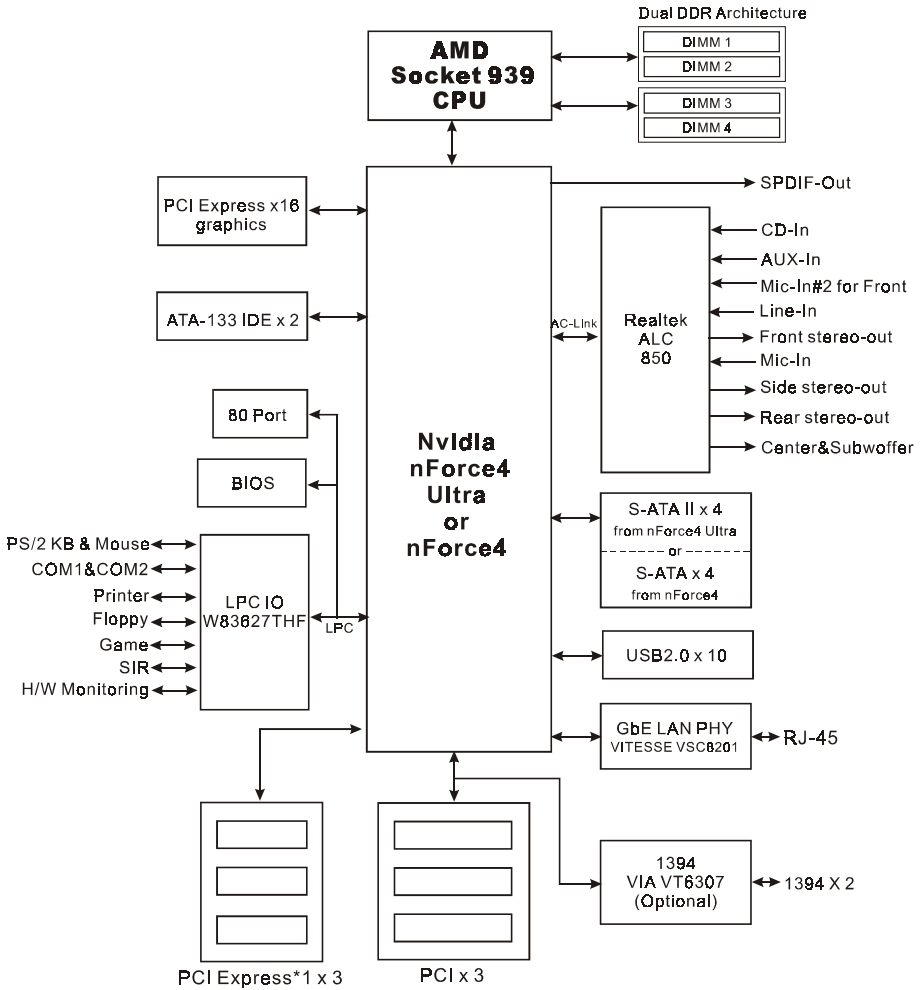 Dual DDR Architecture
AMD
Socket 939
CPU
DIMM 1
DIMM 2
DIMM 3
DIMM 4
PCI Express x16
graphics
ATA-133 IDE x 2
80 Port
BIOS
PS/2 KB & Mouse
COM1&COM2
Printer
Floppy
Game
SIR
H/W Monitoring
LPC IO
W83627THF
LPC
Nvidia
nForce4
Ultra
or
nForce4
SPDIF-Out
AC-Link
Realtek
ALC
850
CD-In
AUX-In
Mic-In#2 for Front
Line-In
Front stereo-out
Mic-In
Side stereo-out
Rear stereo-out
Center&Subwoffer
S-ATA II x 4
from nForce4 Ultra
or
S-ATA x 4
from nForce4
USB2.0 x 10
GbE LAN PHY
VITESSE VSC8201
RJ-45
1394
VIA VT6307
(Optional)
1394 X 2
PCI Express*1 x 3
PCI x 3